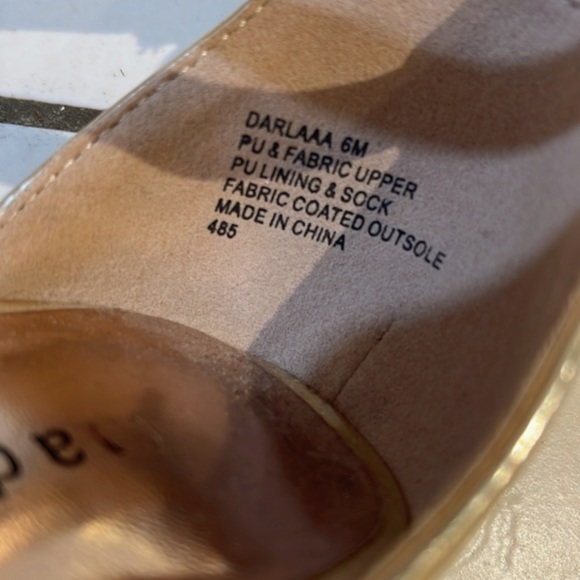 DARLAAA 6M
PU & FABRIC UPPER
PU LINING & SOCK
FABRIC COATED OUTSOLE
MADE IN CHINA
485